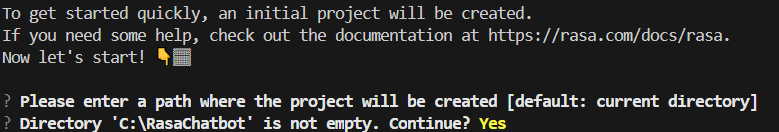 To get started quickly, an initial project will be created.
If you need some help, check out the documentation at https://rasa.com/docs/rasa.
Now let's start! 👇🏽
? Please enter a path where the project will be created [default: current directory]
? Directory 'C:\RasaChatbot' is not empty. Continue? Yes